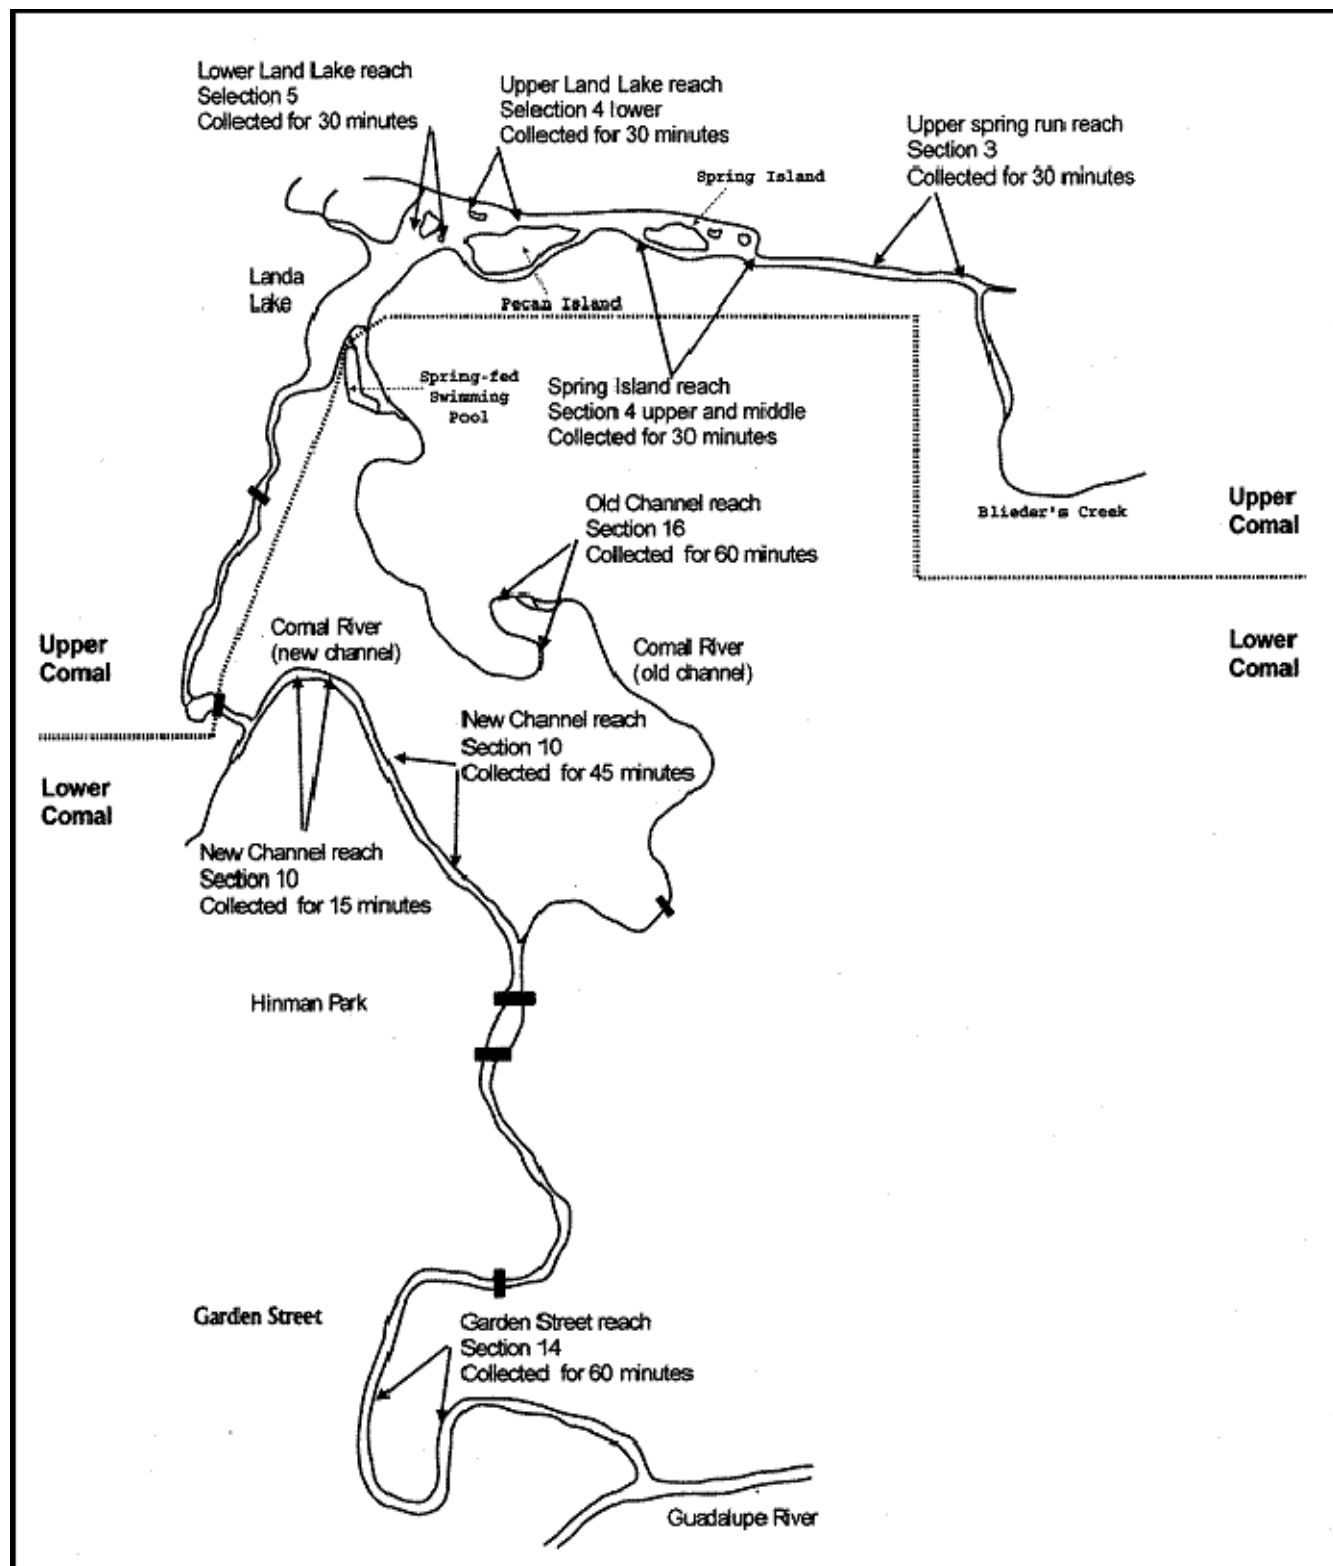 Lower Land Lake reach
Selection 5
Collected for 30 minutes
Upper Land Lake reach
Selection 4 lower
Collected for 30 minutes
Upper spring run reach
Section 3
Collected for 30 minutes
Spring Island
Landa
Lake
Pecan Island
Spring-fed
Swimming
Pool
Spring Island reach
Section 4 upper and middle
Collected for 30 minutes
Old Channel reach
Section 16
Collected for 60 minutes
Blieder's Creek
Upper
Comal
Lower
Comal
Upper
Comal
Comal River
(new channel)
Comal River
(old channel)
New Channel reach
Section 10
Collected for 45 minutes
Lower
Comal
New Channel reach
Section 10
Collected for 15 minutes
Hinman Park
Garden Street
Garden Street reach
Section 14
Collected for 60 minutes
Guadalupe River